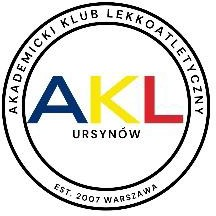 AKADEMICKI KLUB LEKKOATLETYCZNY
AKL
URSYNÓW
EST. 2007 WARSZAWA